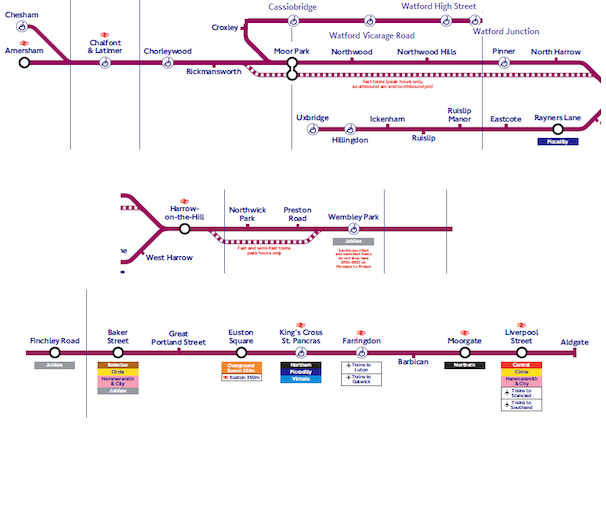 Cassiobridge
Watford High Street
Chesham
Croxley
Watford Vicarage Road
Watford Junction
Amersham
Chalfont
& Latimer
Chorleywood
Rickmansworth
Moor Park
Northwood
Northwood Hills
Pinner
North Harrow
Fast trains (peak hours only,
southbound am and northbound pm)
Uxbridge
Hillingdon
Ickenham
Ruislip
Ruislip
Manor
Eastcote
Rayners Lane
Piccadilly
Harrow-
on-the-Hill
Northwick
Park
Preston
Road
Wembley Park
Jubilee
ne
West Harrow
Fast and semi-fast trains
peak hours only
Southbound fast
and semi-fast trains
do not stop here
Mondays to Fridays
Finchley Road
Jubilee
Baker
Street
Bakerloo
Circle
Hammersmith
& City
Jubilee
Great
Portland Street
Euston
Square
Overground
Euston 350m
Euston 350m
King's Cross
St. Pancras
Northern
Piccadilly
Victoria
Farringdon
Trains to
Luton
Trains to
Gatwick
Barbican
Moorgate
Northern
Liverpool
Street
Central
Circle
Hammersmith
& City
Trains to
Stansted
Trains to
Southend
Aldgate